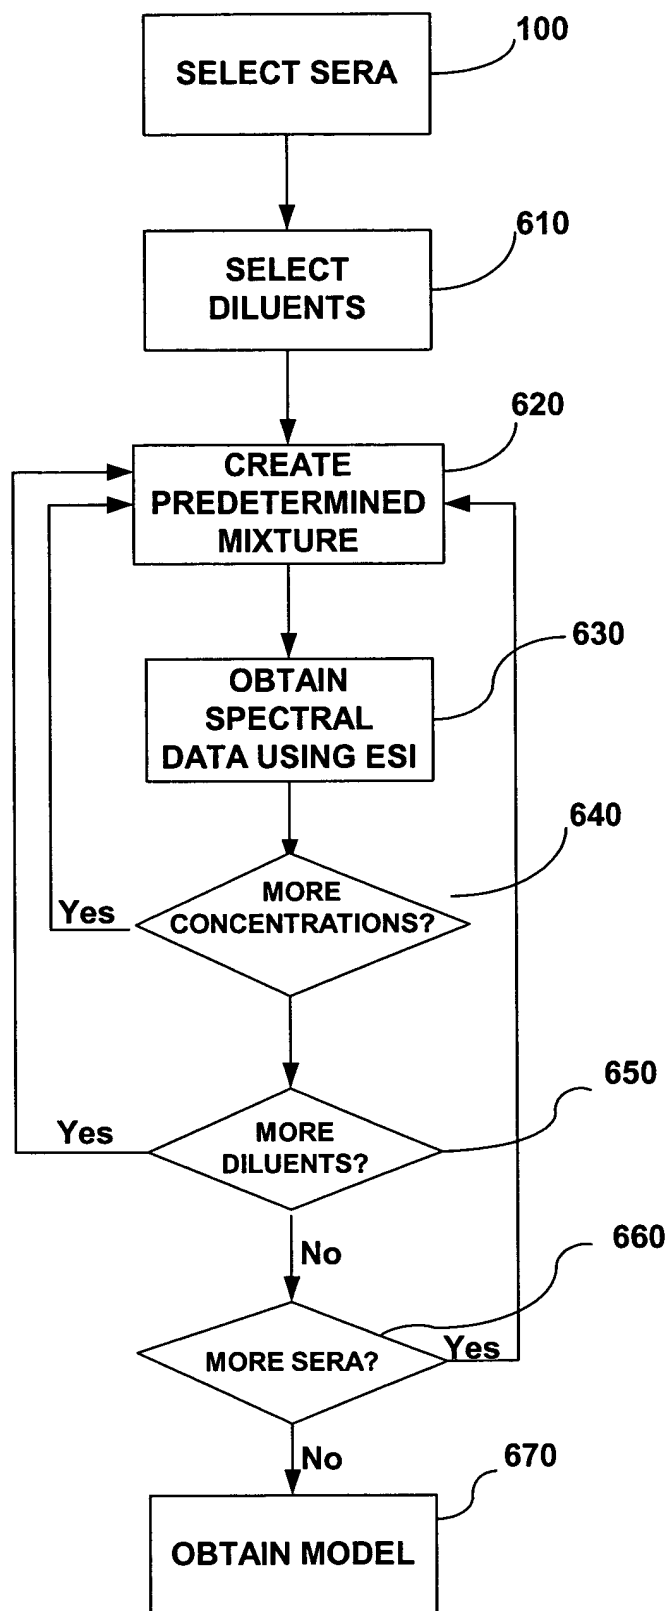 100
SELECT SERA
610
SELECT
DILUENTS
620
CREATE
PREDETERMINED
MIXTURE
630
OBTAIN
SPECTRAL
DATA USING ESI
640
MORE
CONCENTRATIONS?
Yes
650
MORE
DILUENTS?
Yes
No
660
MORE SERA?
Yes
No
670
OBTAIN MODEL